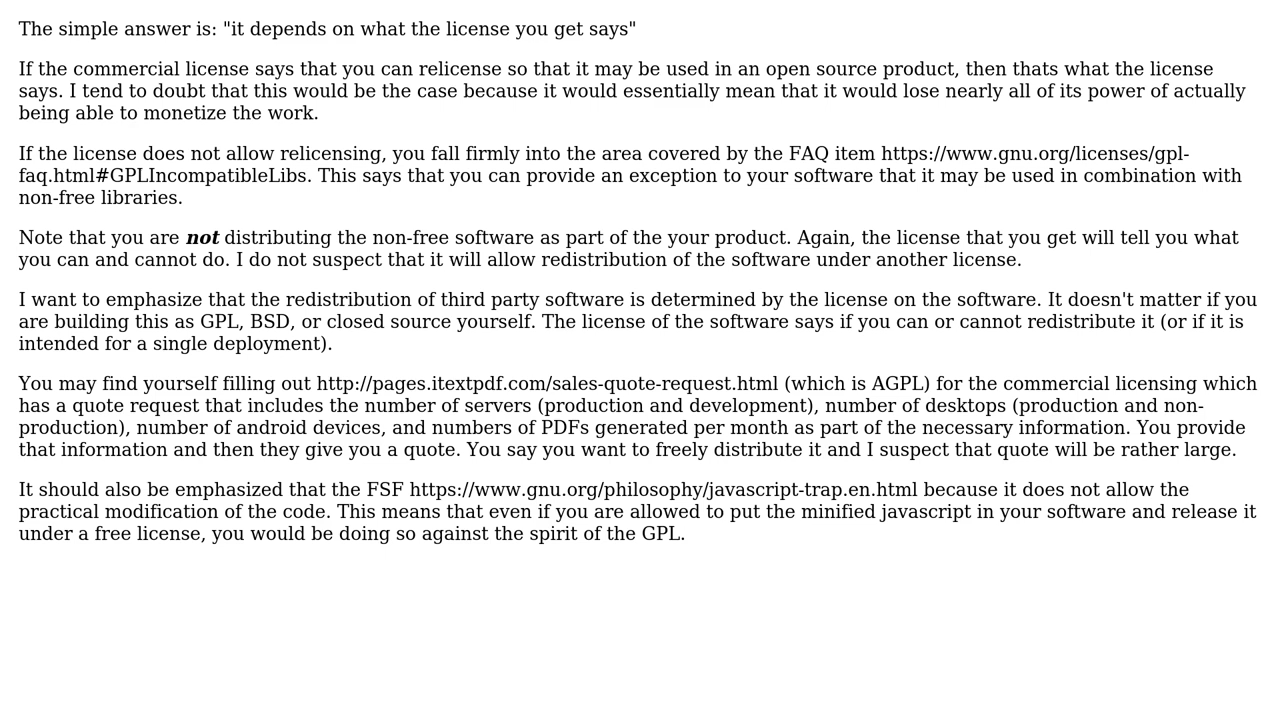 The simple answer is: "it depends on what the license you get says"
If the commercial license says that you can relicense so that it may be used in an open source product, then thats what the license
says. I tend to doubt that this would be the case because it would essentially mean that it would lose nearly all of its power of actually
being able to monetize the work.
If the license does not allow relicensing, you fall firmly into the area covered by the FAQ item https://www.gnu.org/licenses/gpl-
faq.html#GPLIncompatibleLibs. This says that you can provide an exception to your software that it may be used in combination with
non-free libraries.
Note that you are not distributing the non-free software as part of the your product. Again, the license that you get will tell you what
you can and cannot do. I do not suspect that it will allow redistribution of the software under another license.
I want to emphasize that the redistribution of third party software is determined by the license on the software. It doesn't matter if you
are building this as GPL, BSD, or closed source yourself. The license of the software says if you can or cannot redistribute it (or if it is
intended for a single deployment).
You may find yourself filling out http://pages.itextpdf.com/sales-quote-request.html (which is AGPL) for the commercial licensing which
has a quote request that includes the number of servers (production and development), number of desktops (production and non-
production), number of android devices, and numbers of PDFs generated per month as part of the necessary information. You provide
that information and then they give you a quote. You say you want to freely distribute it and I suspect that quote will be rather large.
It should also be emphasized that the FSF https://www.gnu.org/philosophy/javascript-trap.en.html because it does not allow the
practical modification of the code. This means that even if you are allowed to put the minified javascript in your software and release it
under a free license, you would be doing so against the spirit of the GPL.